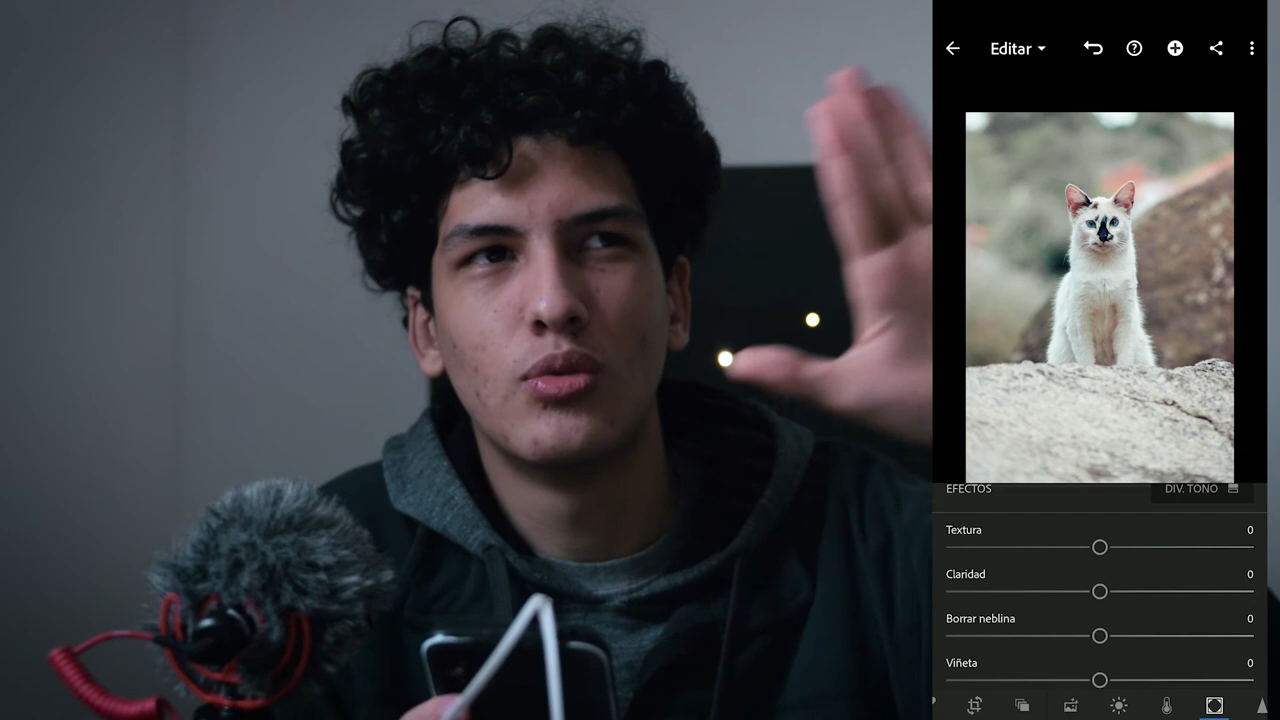 Editar
EFECTOS
DIV. TONO
Textura 0
Claridad 0
Borrar neblina 0
Viñeta 0